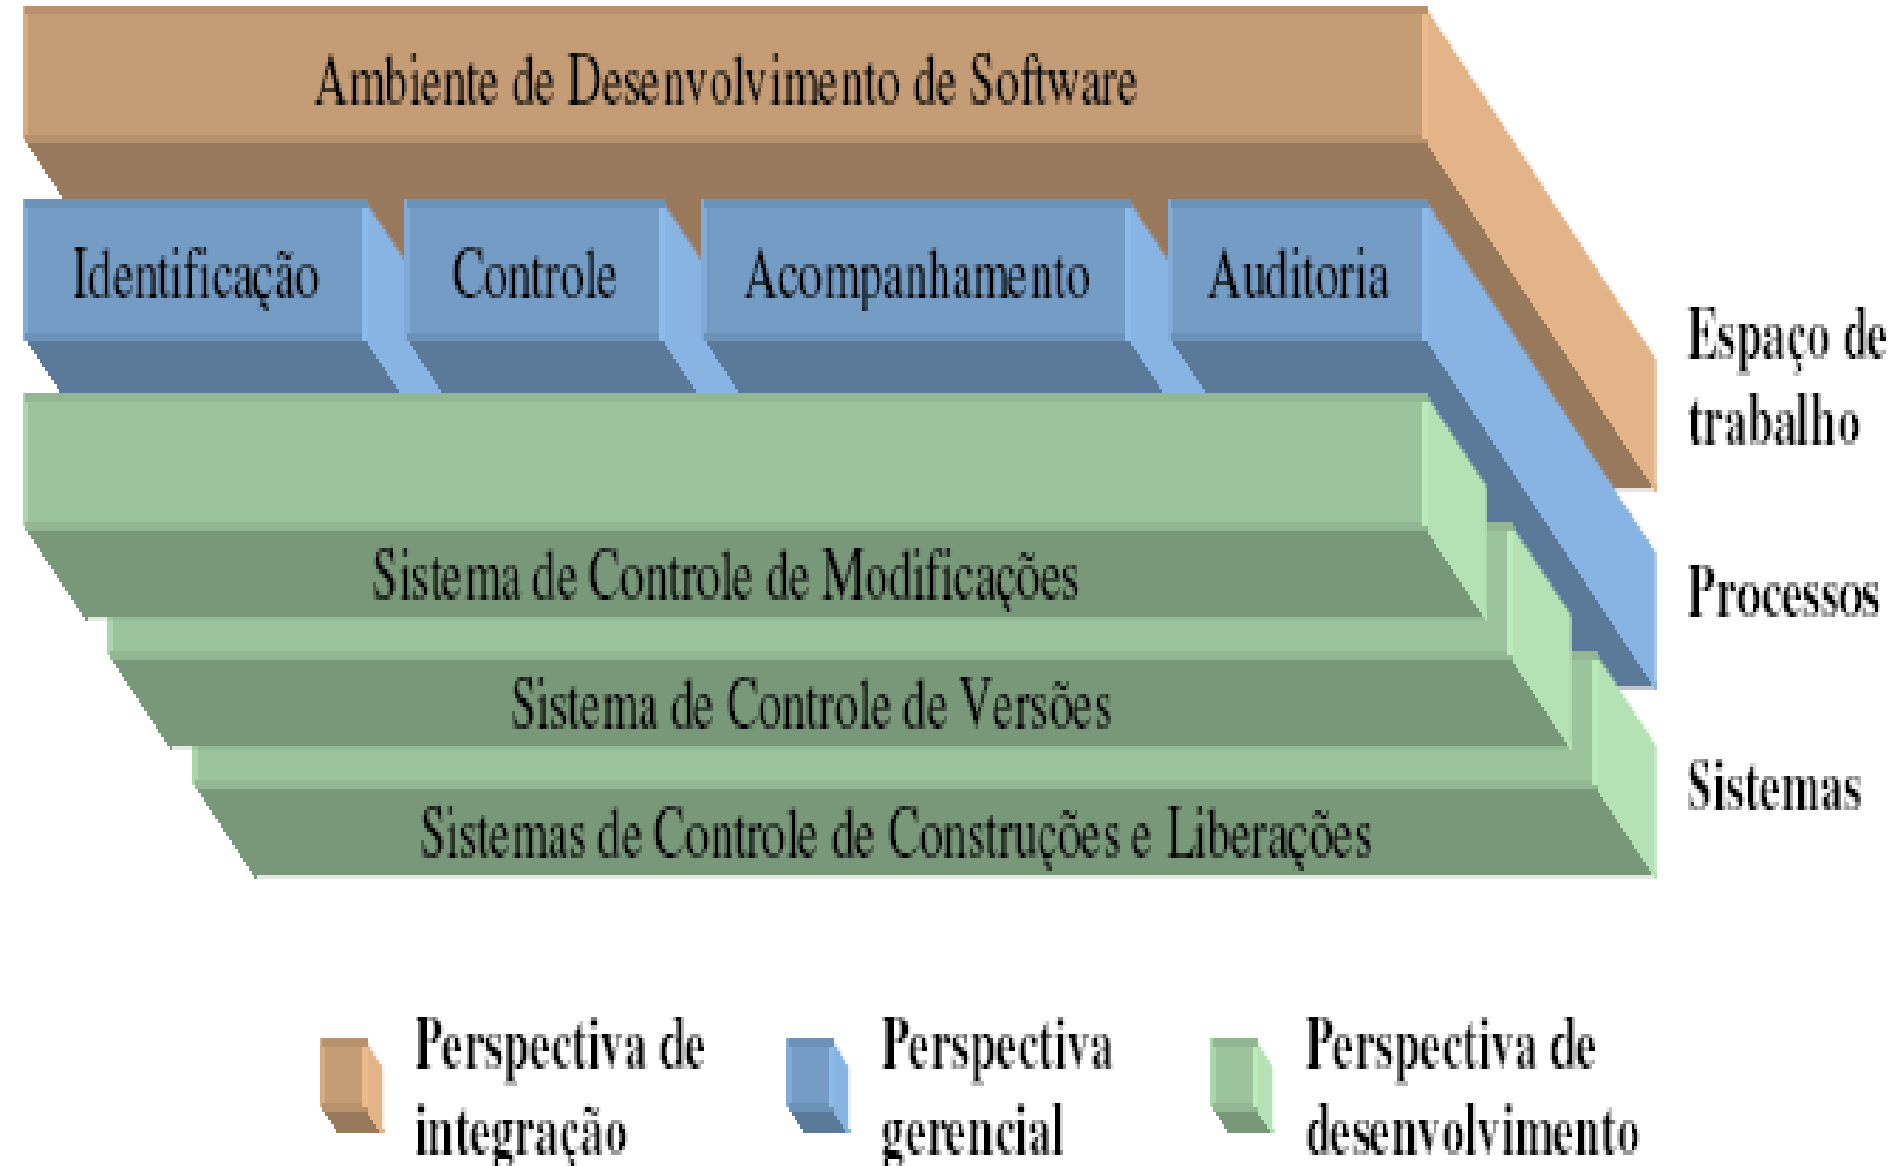 Ambiente de Desenvolvimento de Software
Identificação
Controle
Acompanhamento
Auditoria
Espaço de
trabalho
Sistema de Controle de Modificações
Processos
Sistema de Controle de Versões
Sistemas
Sistemas de Controle de Construções e Liberações
Perspectiva de
integração
Perspectiva
gerencial
Perspectiva de
desenvolvimento